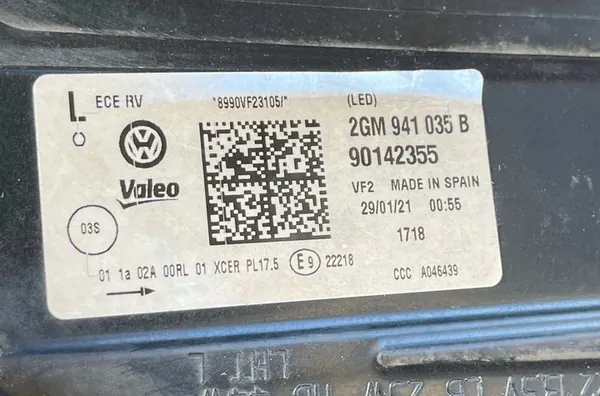 L ECE RV *8990VF23105/* (LED)
VW
2GM 941 035 B
Valeo
90142355
VF2 MADE IN SPAIN
29/01/21 00:55
03S
1718
01 1a 02A 00RL 01 XCER PL17.5 E9 22218
CCC A046439